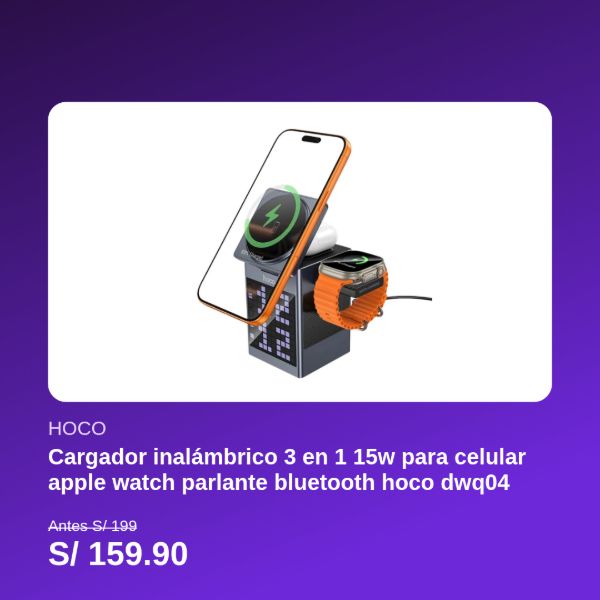 HOCO
Cargador inalámbrico 3 en 1 15w para celular
apple watch parlante bluetooth hoco dwq04
Antes S/ 199
S/ 159.90